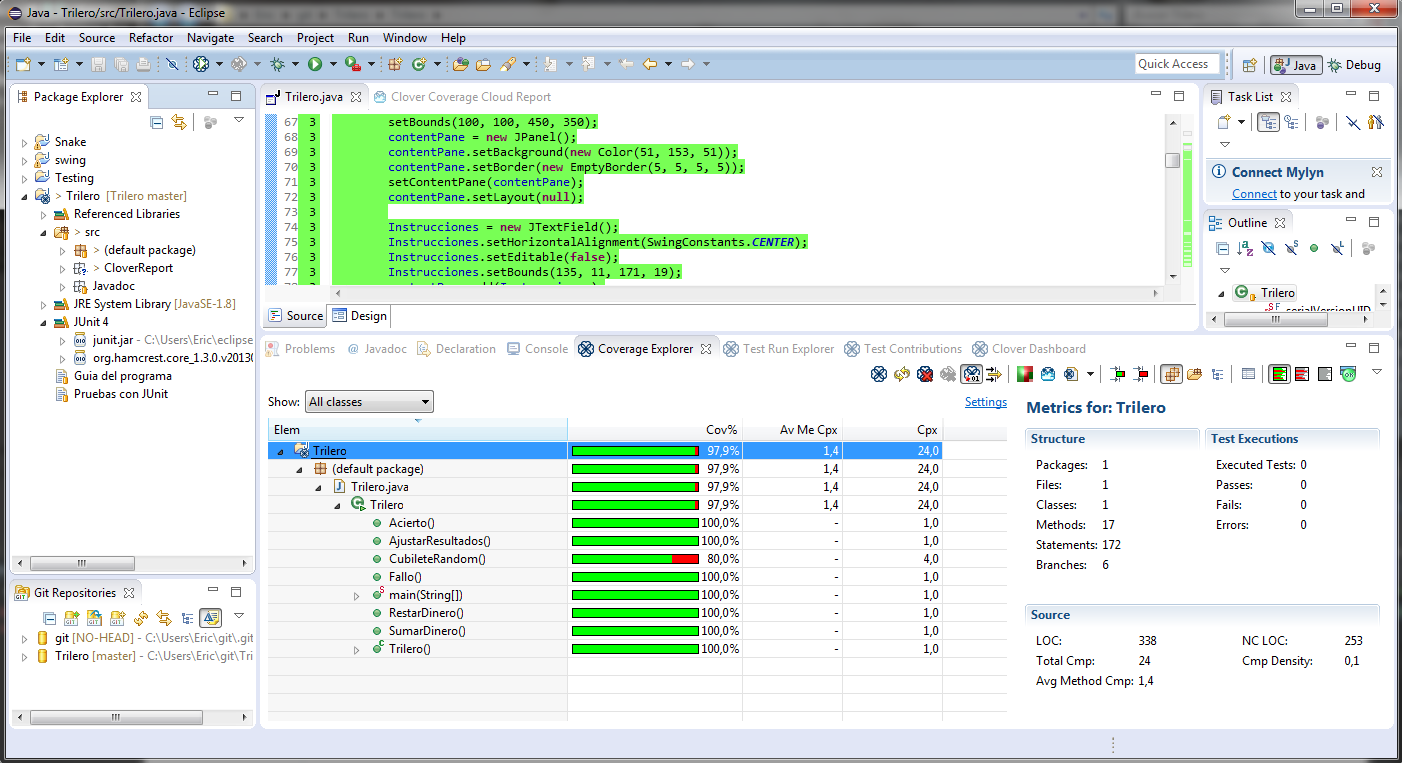 Java - Trilero/src/Trilero.java - Eclipse
File Edit Source Refactor Navigate Search Project Run Window Help
Quick Access
Java
Debug
Package Explorer
Snake
swing
Testing
> Trilero [Trilero master]
Referenced Libraries
> src
> (default package)
> CloverReport
Javadoc
JRE System Library [JavaSE-1.8]
JUnit 4
junit.jar - C:\Users\Eric\eclipse
org.hamcrest.core_1.3.0.v20130
Guia del programa
Pruebas con JUnit
Git Repositories
git [NO-HEAD] - C:\Users\Eric\git\.git
Trilero [master] - C:\Users\Eric\git\Tri
Trilero.java
Clover Coverage Cloud Report
67 3 setBounds(100, 100, 450, 350);
68 3 contentPane = new JPanel();
69 3 contentPane.setBackground(new Color(51, 153, 51));
70 3 contentPane.setBorder(new EmptyBorder(5, 5, 5, 5));
71 3 setContentPane(contentPane);
72 3 contentPane.setLayout(null);
73 3
74 3 Instrucciones = new JTextField();
75 3 Instrucciones.setHorizontalAlignment(SwingConstants.CENTER);
76 3 Instrucciones.setEditable(false);
77 3 Instrucciones.setBounds(135, 11, 171, 19);
Source
Design
Task List
Connect Mylyn
Connect to your task and
Outline
Trilero
serialVersionUID
Problems
@ Javadoc
Declaration
Console
Coverage Explorer
Test Run Explorer
Test Contributions
Clover Dashboard
Show: All classes
Settings
Elem Cov% Av Me Cpx Cpx
Trilero 97,9% 1,4 24,0
(default package) 97,9% 1,4 24,0
Trilero.java 97,9% 1,4 24,0
Trilero 97,9% 1,4 24,0
Acierto() 100,0% - 1,0
AjustarResultados() 100,0% - 1,0
CubileteRandom() 80,0% - 4,0
Fallo() 100,0% - 1,0
main(String[]) 100,0% - 1,0
RestarDinero() 100,0% - 1,0
SumarDinero() 100,0% - 1,0
Trilero() 100,0% - 1,0
Metrics for: Trilero
Structure
Packages: 1
Files: 1
Classes: 1
Methods: 17
Statements: 172
Branches: 6
Test Executions
Executed Tests: 0
Passes: 0
Fails: 0
Errors: 0
Source
LOC: 338
Total Cmp: 24
Avg Method Cmp: 1,4
NC LOC: 253
Cmp Density: 0,1